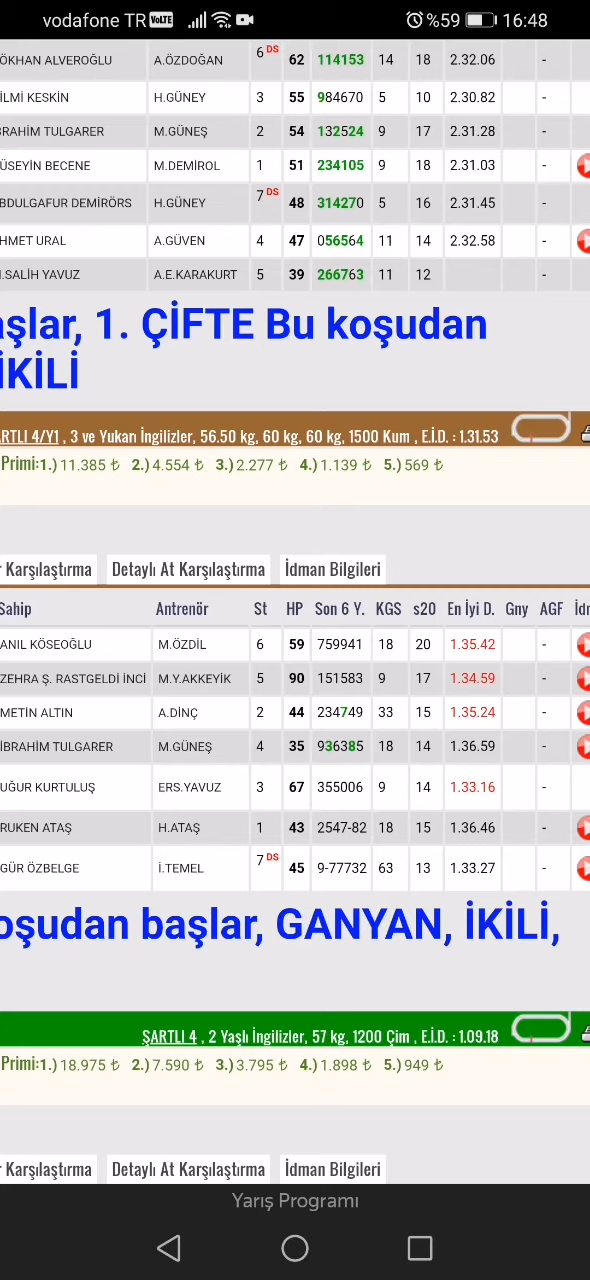 vodafone TR VoLTE %59 16:48
ÖKHAN ALVEROĞLU A.ÖZDOĞAN 6 DS 62 114153 14 18 2.32.06 -
İLMİ KESKİN H.GÜNEY 3 55 984670 5 10 2.30.82 -
BRAHİM TULGARER M.GÜNEŞ 2 54 132524 9 17 2.31.28 -
ÜSEYİN BECENE M.DEMİROL 1 51 234105 9 18 2.31.03 -
BDULGAFUR DEMİRÖRS H.GÜNEY 7 DS 48 314270 5 16 2.31.45 -
HMET URAL A.GÜVEN 4 47 056564 11 14 2.32.58 -
.SALİH YAVUZ A.E.KARAKURT 5 39 266763 11 12 -
aşlar, 1. ÇİFTE Bu koşudan
İKİLİ
ARTLI 4/Y1 , 3 ve Yukarı İngilizler, 56.50 kg, 60 kg, 60 kg, 1500 Kum , E.İ.D. : 1.31.53
Primi:1.) 11.385 ₺ 2.) 4.554 ₺ 3.) 2.277 ₺ 4.) 1.139 ₺ 5.) 569 ₺
r Karşılaştırma Detaylı At Karşılaştırma İdman Bilgileri
Sahip Antrenör St HP Son 6 Y. KGS s20 En İyi D. Gny AGF İdm
ANIL KÖSEOĞLU M.ÖZDİL 6 59 759941 18 20 1.35.42 -
ZEHRA Ş. RASTGELDİ İNCİ M.Y.AKKEYİK 5 90 151583 9 17 1.34.59 -
METİN ALTIN A.DİNÇ 2 44 234749 33 15 1.35.24 -
İBRAHİM TULGARER M.GÜNEŞ 4 35 936385 18 14 1.36.59 -
UĞUR KURTULUŞ ERS.YAVUZ 3 67 355006 9 14 1.33.16 -
RUKEN ATAŞ H.ATAŞ 1 43 2547-82 18 15 1.36.46 -
GÜR ÖZBELGE İ.TEMEL 7 DS 45 9-77732 63 13 1.33.27 -
oşudan başlar, GANYAN, İKİLİ,
ŞARTLI 4 , 2 Yaşlı İngilizler, 57 kg, 1200 Çim , E.İ.D. : 1.09.18
Primi:1.) 18.975 ₺ 2.) 7.590 ₺ 3.) 3.795 ₺ 4.) 1.898 ₺ 5.) 949 ₺
r Karşılaştırma Detaylı At Karşılaştırma İdman Bilgileri
Yarış Programı